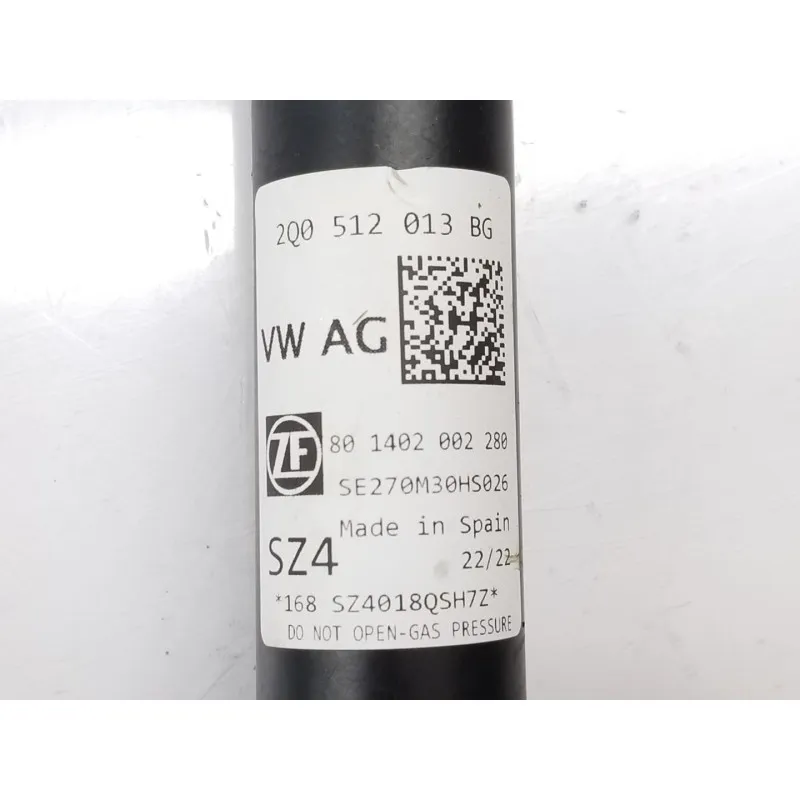 2Q0 512 013 BG
VW AG
ZF
80 1402 002 280
SE270M30HS026
Made in Spain
SZ4
22/22
*168 SZ4018QSH7Z*
DO NOT OPEN-GAS PRESSURE